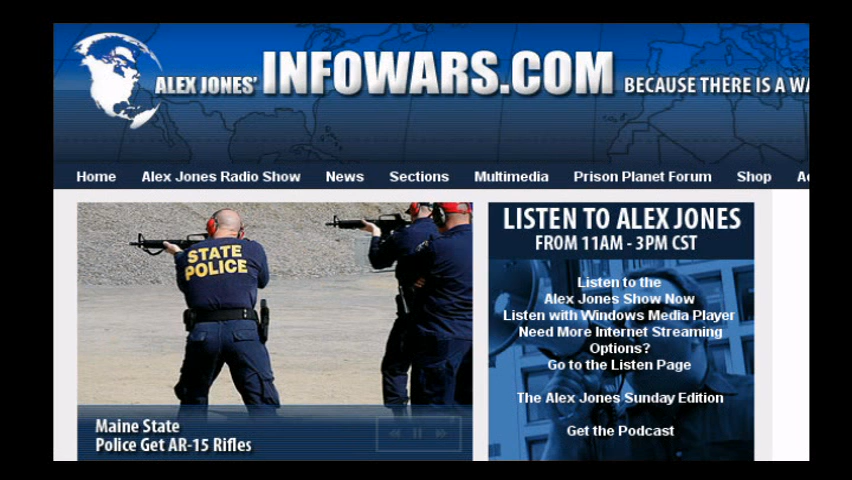 ALEX JONES' INFOWARS.COM BECAUSE THERE IS A
Home Alex Jones Radio Show News Sections Multimedia Prison Planet Forum Shop
STATE
POLICE
Maine State
Police Get AR-15 Rifles
LISTEN TO ALEX JONES
FROM 11AM - 3PM CST
Listen to the
Alex Jones Show Now
Listen with Windows Media Player
Need More Internet Streaming
Options?
Go to the Listen Page
The Alex Jones Sunday Edition
Get the Podcast